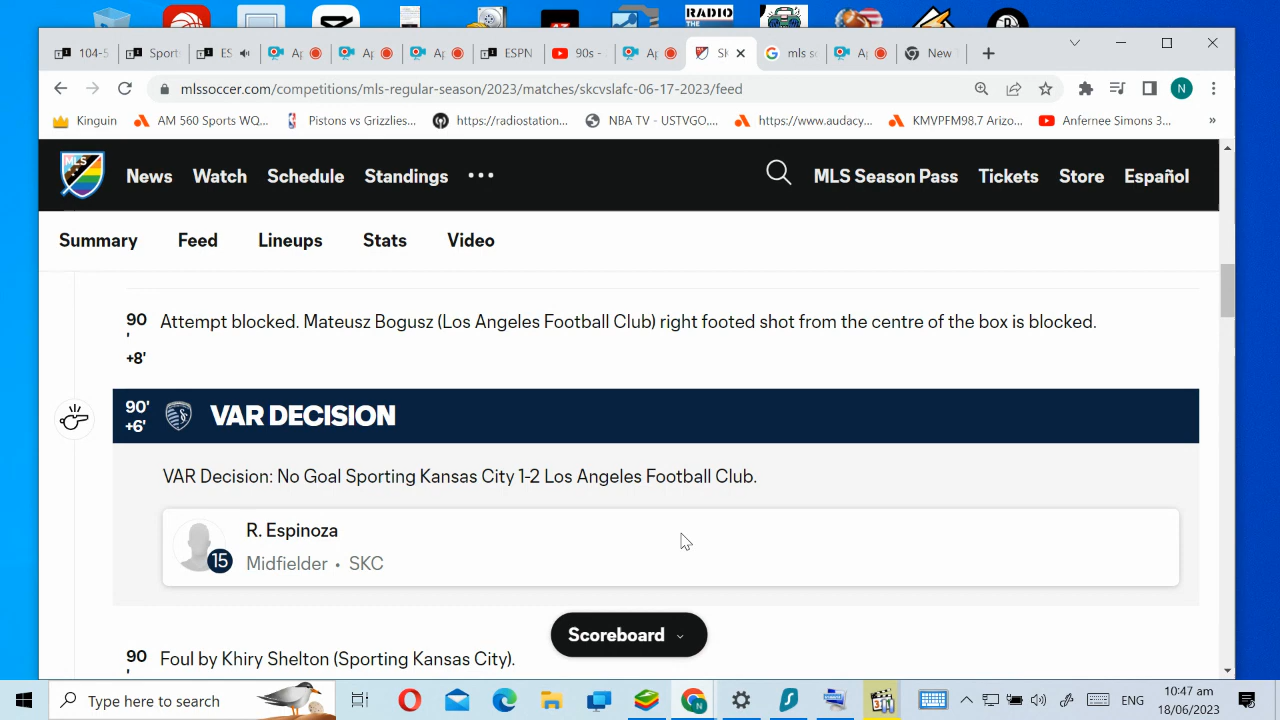 RADIO
THE
104-5
Sport
ES
Ap
Ap
Ap
ESPN
90s -
Ap
SK
mls s
Ap
New
mlssoccer.com/competitions/mls-regular-season/2023/matches/skcvslafc-06-17-2023/feed
N
Kinguin
AM 560 Sports WQ...
Pistons vs Grizzlies...
https://radiostation...
NBA TV - USTVGO,...
https://www.audacy...
KMVPFM98.7 Arizo...
Anfernee Simons 3...
»
MLS
News
Watch
Schedule
Standings
MLS Season Pass
Tickets
Store
Español
Summary
Feed
Lineups
Stats
Video
90
'
+8'
Attempt blocked. Mateusz Bogusz (Los Angeles Football Club) right footed shot from the centre of the box is blocked.
90'
+6'
VAR DECISION
VAR Decision: No Goal Sporting Kansas City 1-2 Los Angeles Football Club.
R. Espinoza
15
Midfielder • SKC
Scoreboard
90
'
Foul by Khiry Shelton (Sporting Kansas City).
Type here to search
ENG
10:47 am
18/06/2023